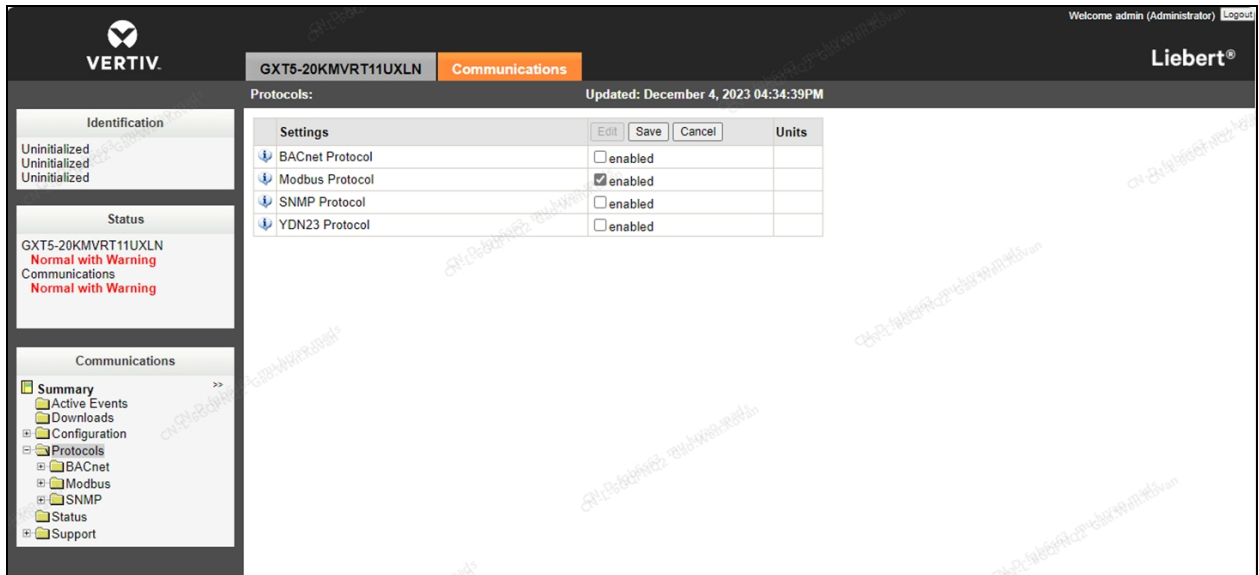 Welcome admin (Administrator) Logout
VERTIV.
Liebert®
GXT5-20KMVRT11UXLN Communications
Protocols: Updated: December 4, 2023 04:34:39PM
Identification
Uninitialized
Uninitialized
Uninitialized
Status
GXT5-20KMVRT11UXLN
Normal with Warning
Communications
Normal with Warning
Communications
Summary >>
Active Events
Downloads
Configuration
Protocols
BACnet
Modbus
SNMP
Status
Support
Settings Edit Save Cancel Units
BACnet Protocol enabled
Modbus Protocol enabled
SNMP Protocol enabled
YDN23 Protocol enabled